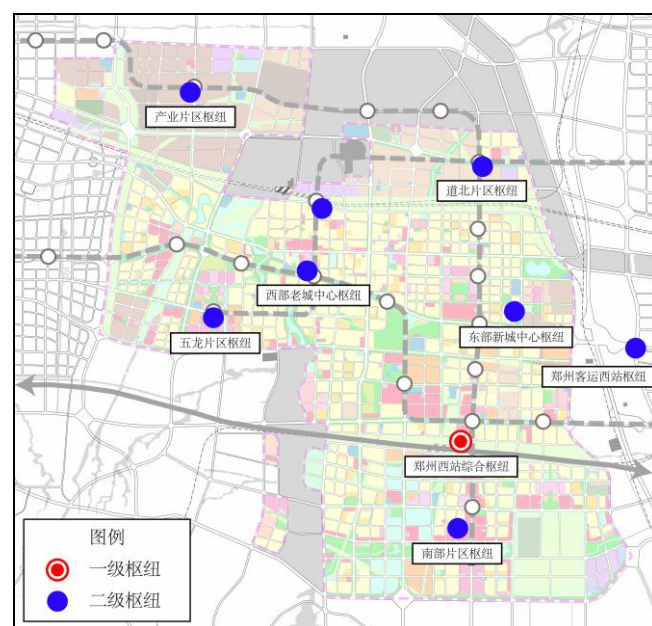 产业片区枢纽
道北片区枢纽
西部老城中心枢纽
五龙片区枢纽
东部新城中心枢纽
郑州客运西站枢纽
郑州西站综合枢纽
南部片区枢纽
图例
一级枢纽
二级枢纽